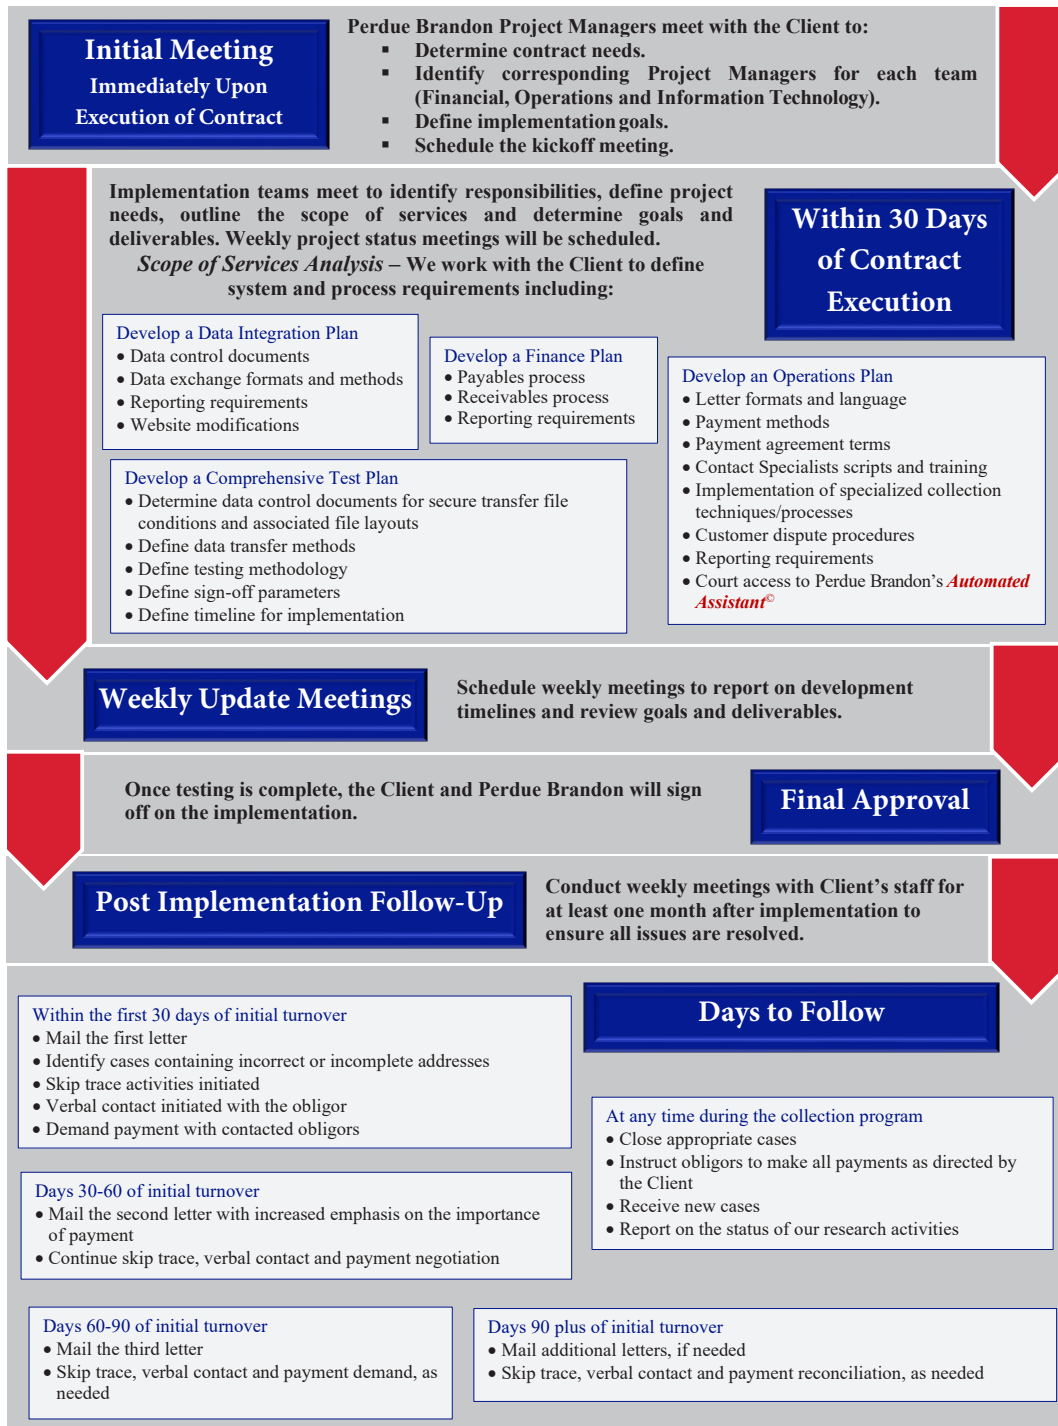 Initial Meeting
Immediately Upon
Execution of Contract
Perdue Brandon Project Managers meet with the Client to:
▪ Determine contract needs.
▪ Identify corresponding Project Managers for each team
(Financial, Operations and Information Technology).
▪ Define implementation goals.
▪ Schedule the kickoff meeting.
Implementation teams meet to identify responsibilities, define project
needs, outline the scope of services and determine goals and
deliverables. Weekly project status meetings will be scheduled.
Scope of Services Analysis – We work with the Client to define
system and process requirements including:
Within 30 Days
of Contract
Execution
Develop a Data Integration Plan
• Data control documents
• Data exchange formats and methods
• Reporting requirements
• Website modifications
Develop a Finance Plan
• Payables process
• Receivables process
• Reporting requirements
Develop an Operations Plan
• Letter formats and language
• Payment methods
• Payment agreement terms
• Contact Specialists scripts and training
• Implementation of specialized collection
techniques/processes
• Customer dispute procedures
• Reporting requirements
• Court access to Perdue Brandon's Automated
Assistant©
Develop a Comprehensive Test Plan
• Determine data control documents for secure transfer file
conditions and associated file layouts
• Define data transfer methods
• Define testing methodology
• Define sign-off parameters
• Define timeline for implementation
Weekly Update Meetings
Schedule weekly meetings to report on development
timelines and review goals and deliverables.
Once testing is complete, the Client and Perdue Brandon will sign
off on the implementation.
Final Approval
Post Implementation Follow-Up
Conduct weekly meetings with Client's staff for
at least one month after implementation to
ensure all issues are resolved.
Days to Follow
Within the first 30 days of initial turnover
• Mail the first letter
• Identify cases containing incorrect or incomplete addresses
• Skip trace activities initiated
• Verbal contact initiated with the obligor
• Demand payment with contacted obligors
At any time during the collection program
• Close appropriate cases
• Instruct obligors to make all payments as directed by
the Client
• Receive new cases
• Report on the status of our research activities
Days 30-60 of initial turnover
• Mail the second letter with increased emphasis on the importance
of payment
• Continue skip trace, verbal contact and payment negotiation
Days 60-90 of initial turnover
• Mail the third letter
• Skip trace, verbal contact and payment demand, as
needed
Days 90 plus of initial turnover
• Mail additional letters, if needed
• Skip trace, verbal contact and payment reconciliation, as needed